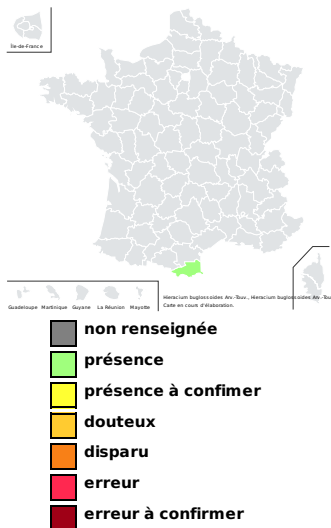 Île-de-France
Guadeloupe Martinique Guyane La Réunion Mayotte
Hieracium buglossoides Arv.-Touv., Hieracium buglossoides Arv.-Tou
Carte en cours d'élaboration.
non renseignée
présence
présence à confimer
douteux
disparu
erreur
erreur à confirmer